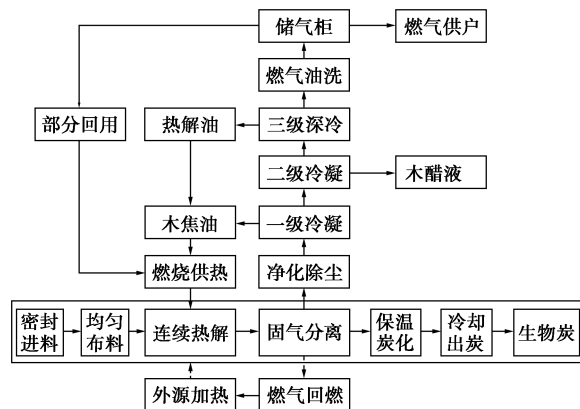 储气柜
燃气供户
燃气油洗
部分回用
热解油
三级深冷
二级冷凝
木醋液
木焦油
一级冷凝
燃烧供热
净化除尘
密封
进料
均匀
布料
连续热解
固气分离
保温
炭化
冷却
出炭
生物炭
外源加热
燃气回燃